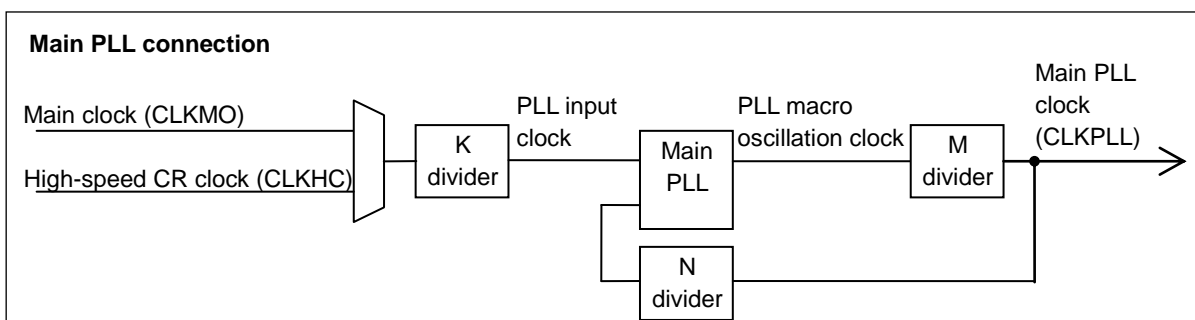 Main PLL connection
Main clock (CLKMO)
High-speed CR clock (CLKHC)
K
divider
PLL input
clock
Main
PLL
PLL macro
oscillation clock
M
divider
Main PLL
clock
(CLKPLL)
N
divider